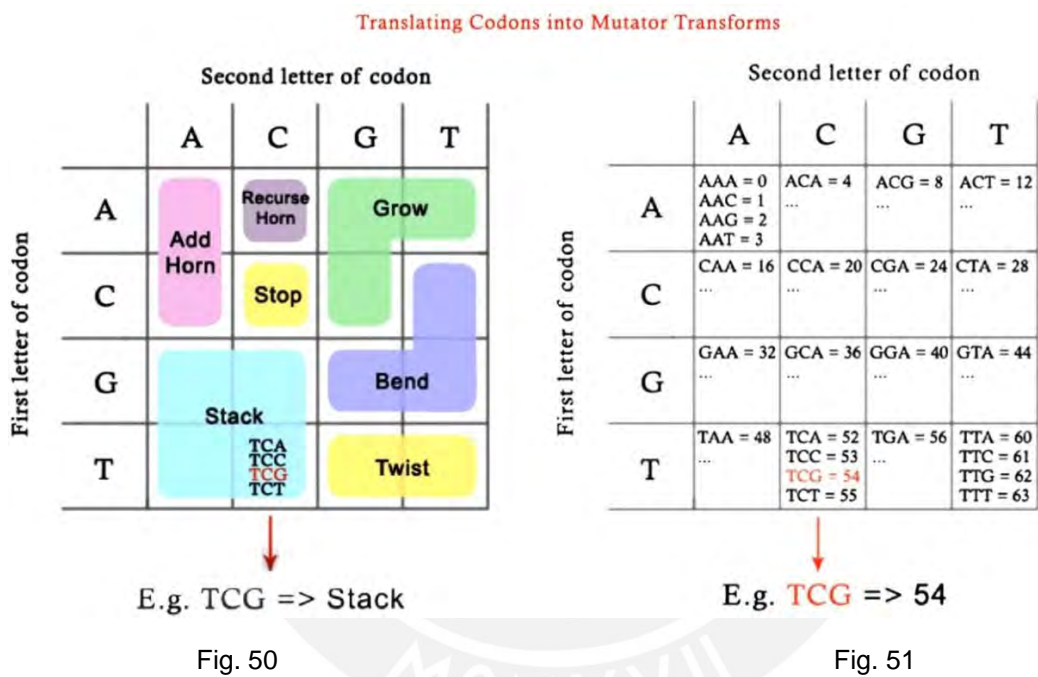 Translating Codons into Mutator Transforms
Second letter of codon
A C G T
First letter of codon
A
C
G
T
Add
Horn
Recurse
Horn
Grow
Stop
Stack
Bend
TCA
TCC
TCG
TCT
Twist
E.g. TCG => Stack
Fig. 50
Second letter of codon
A C G T
First letter of codon
A
AAA = 0
AAC = 1
AAG = 2
AAT = 3
ACA = 4
...
ACG = 8
...
ACT = 12
...
C
CAA = 16
...
CCA = 20
...
CGA = 24
...
CTA = 28
...
G
GAA = 32
...
GCA = 36
...
GGA = 40
...
GTA = 44
...
T
TAA = 48
...
TCA = 52
TCC = 53
TCG = 54
TCT = 55
TGA = 56
...
TTA = 60
TTC = 61
TTG = 62
TTT = 63
E.g. TCG => 54
Fig. 51